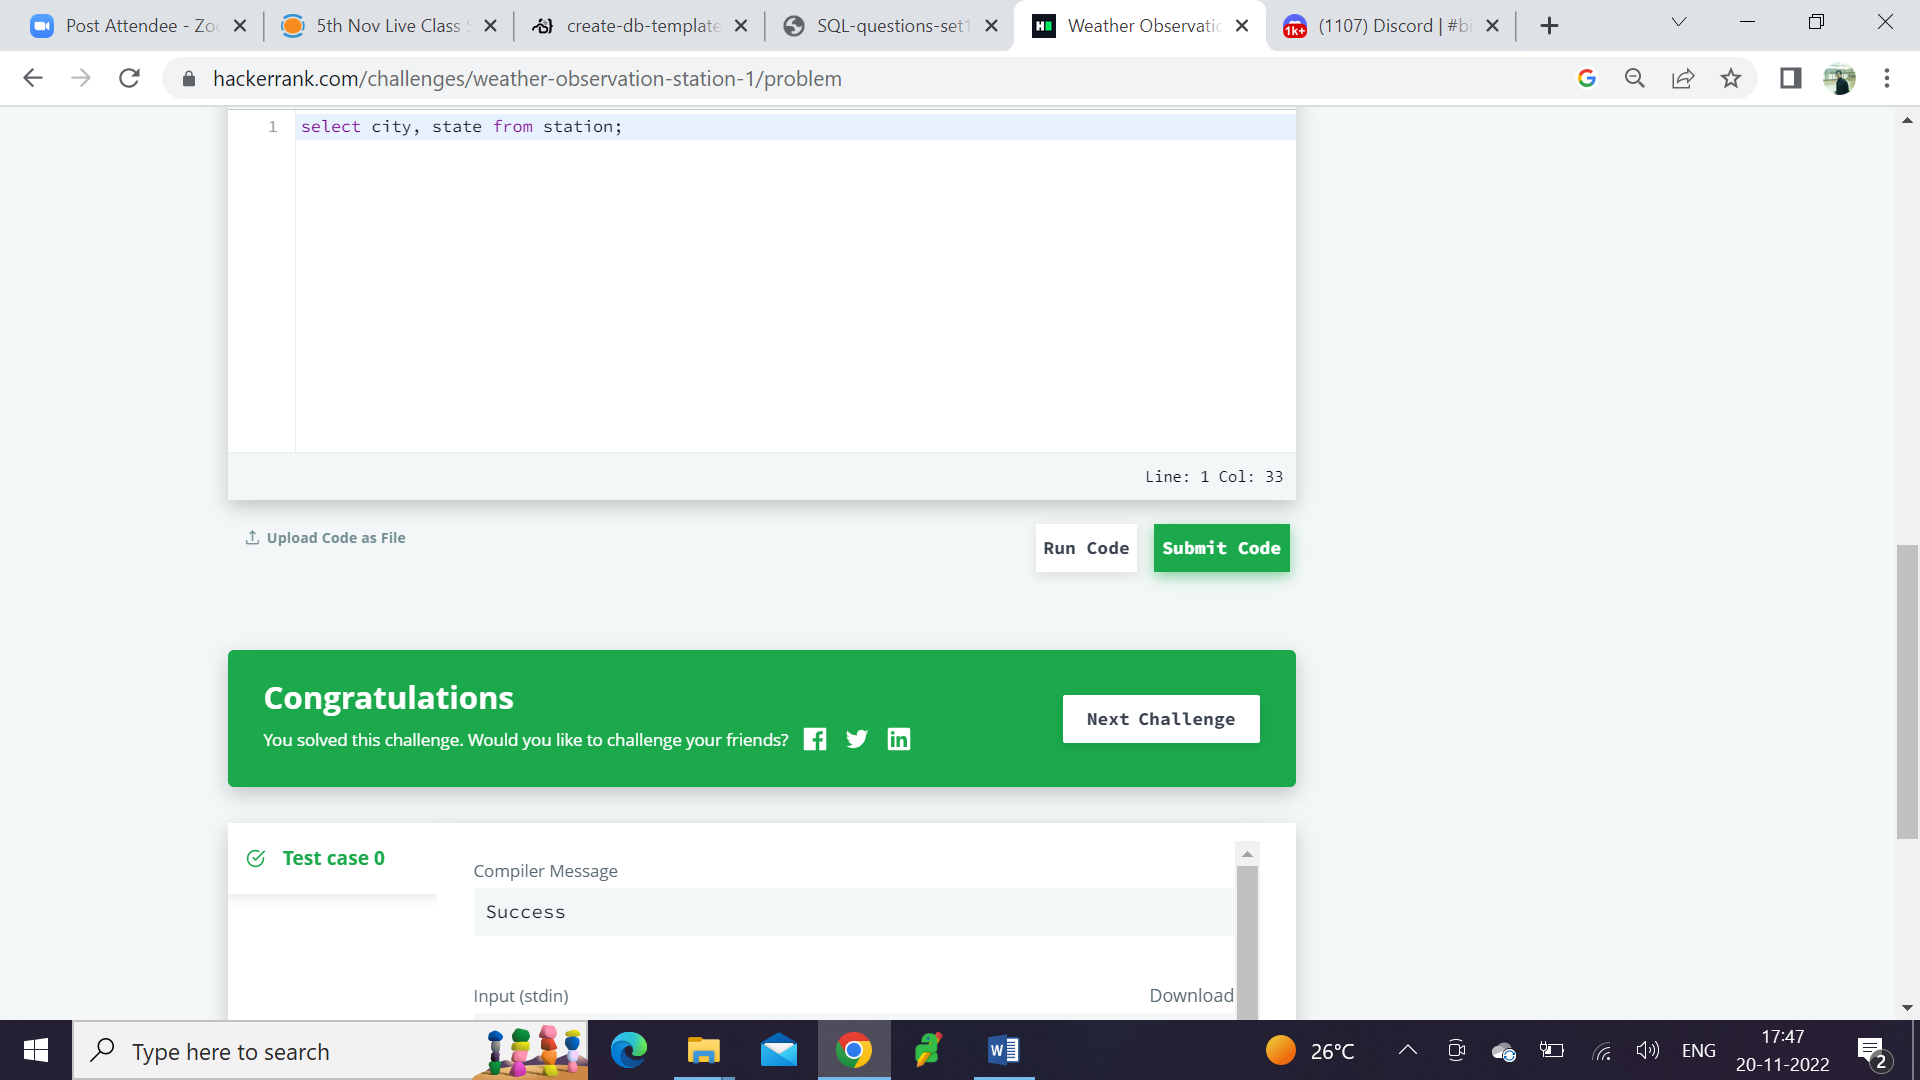 Post Attendee - Zo
5th Nov Live Class
create-db-template
SQL-questions-set1
Weather Observatio
(1107) Discord | #bi
hackerrank.com/challenges/weather-observation-station-1/problem
1 select city, state from station;
Line: 1 Col: 33
Upload Code as File
Run Code
Submit Code
Congratulations
You solved this challenge. Would you like to challenge your friends?
Next Challenge
Test case 0
Compiler Message
Success
Input (stdin)
Download
Type here to search
26°C
ENG
17:47
20-11-2022
2